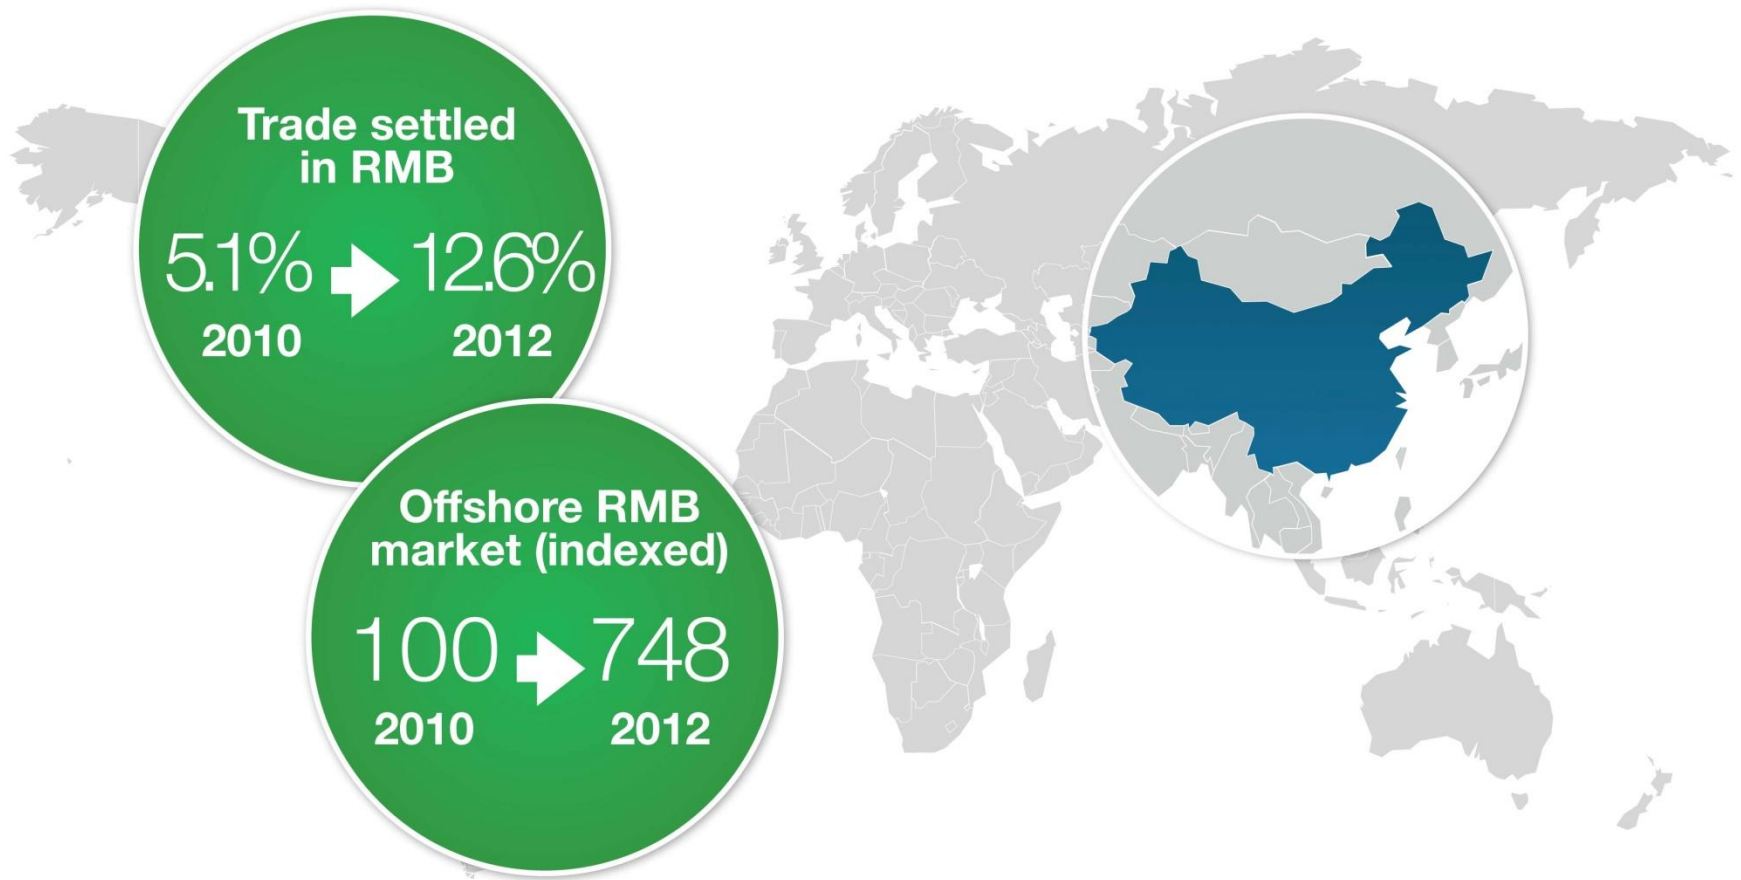 Trade settled
in RMB
5.1% 12.6%
2010 2012
Offshore RMB
market (indexed)
100 748
2010 2012